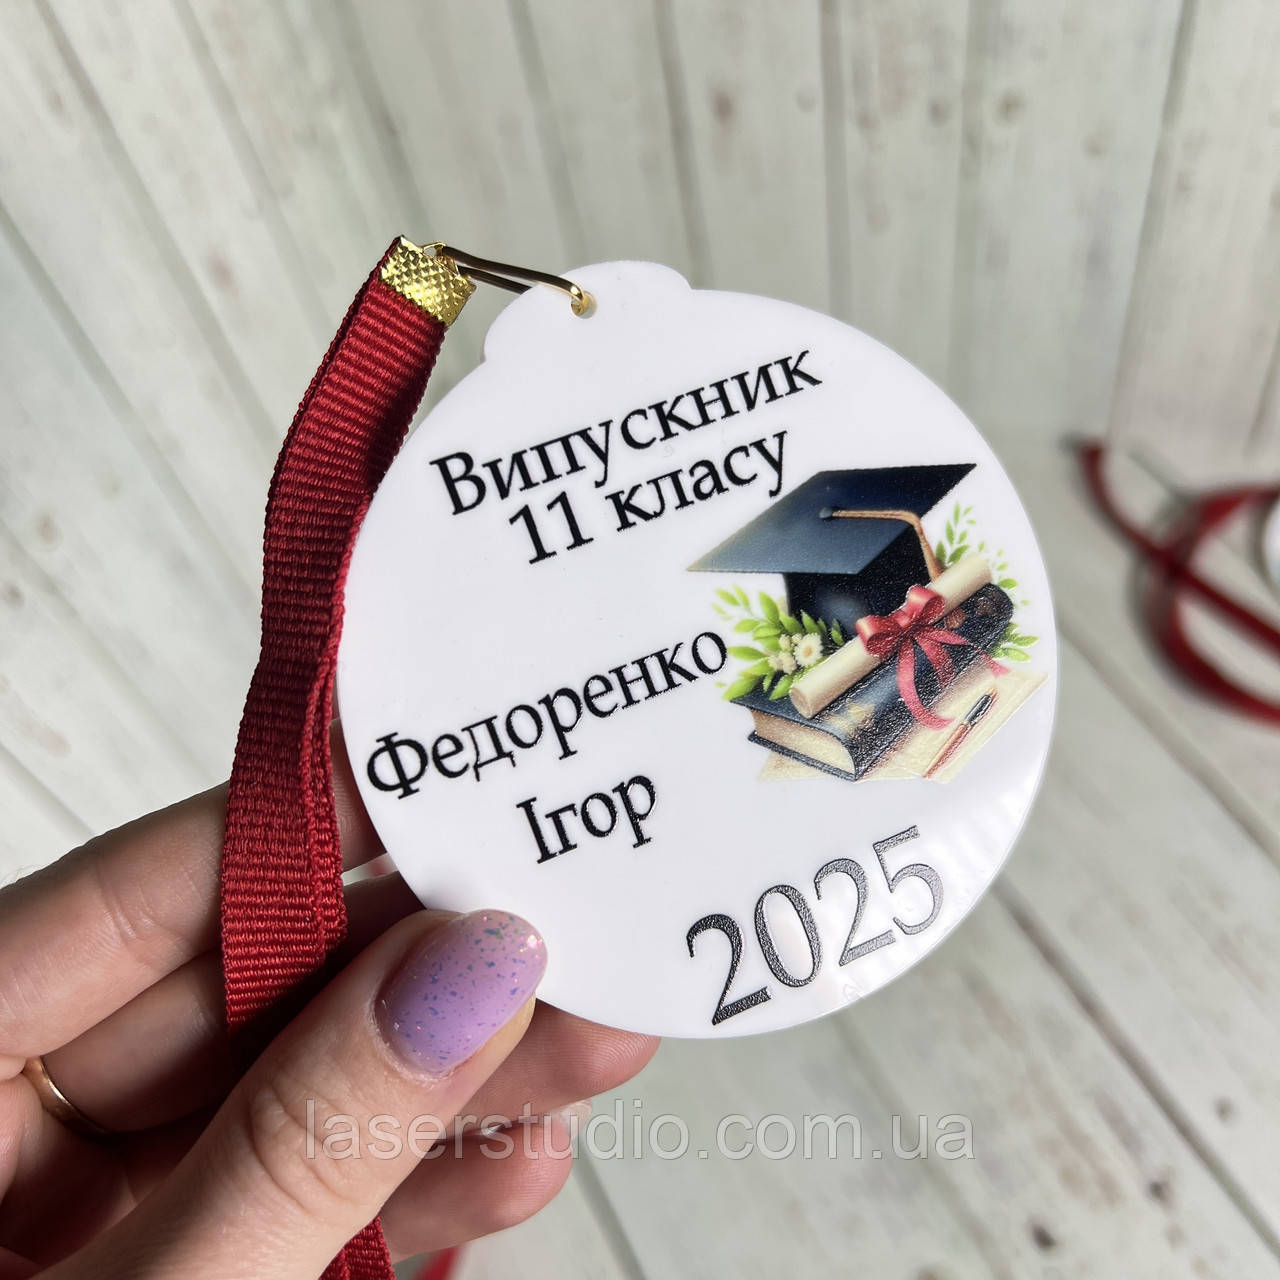 Випускник
11 класу
Федоренко
Ігор
2025
laserstudio.com.ua